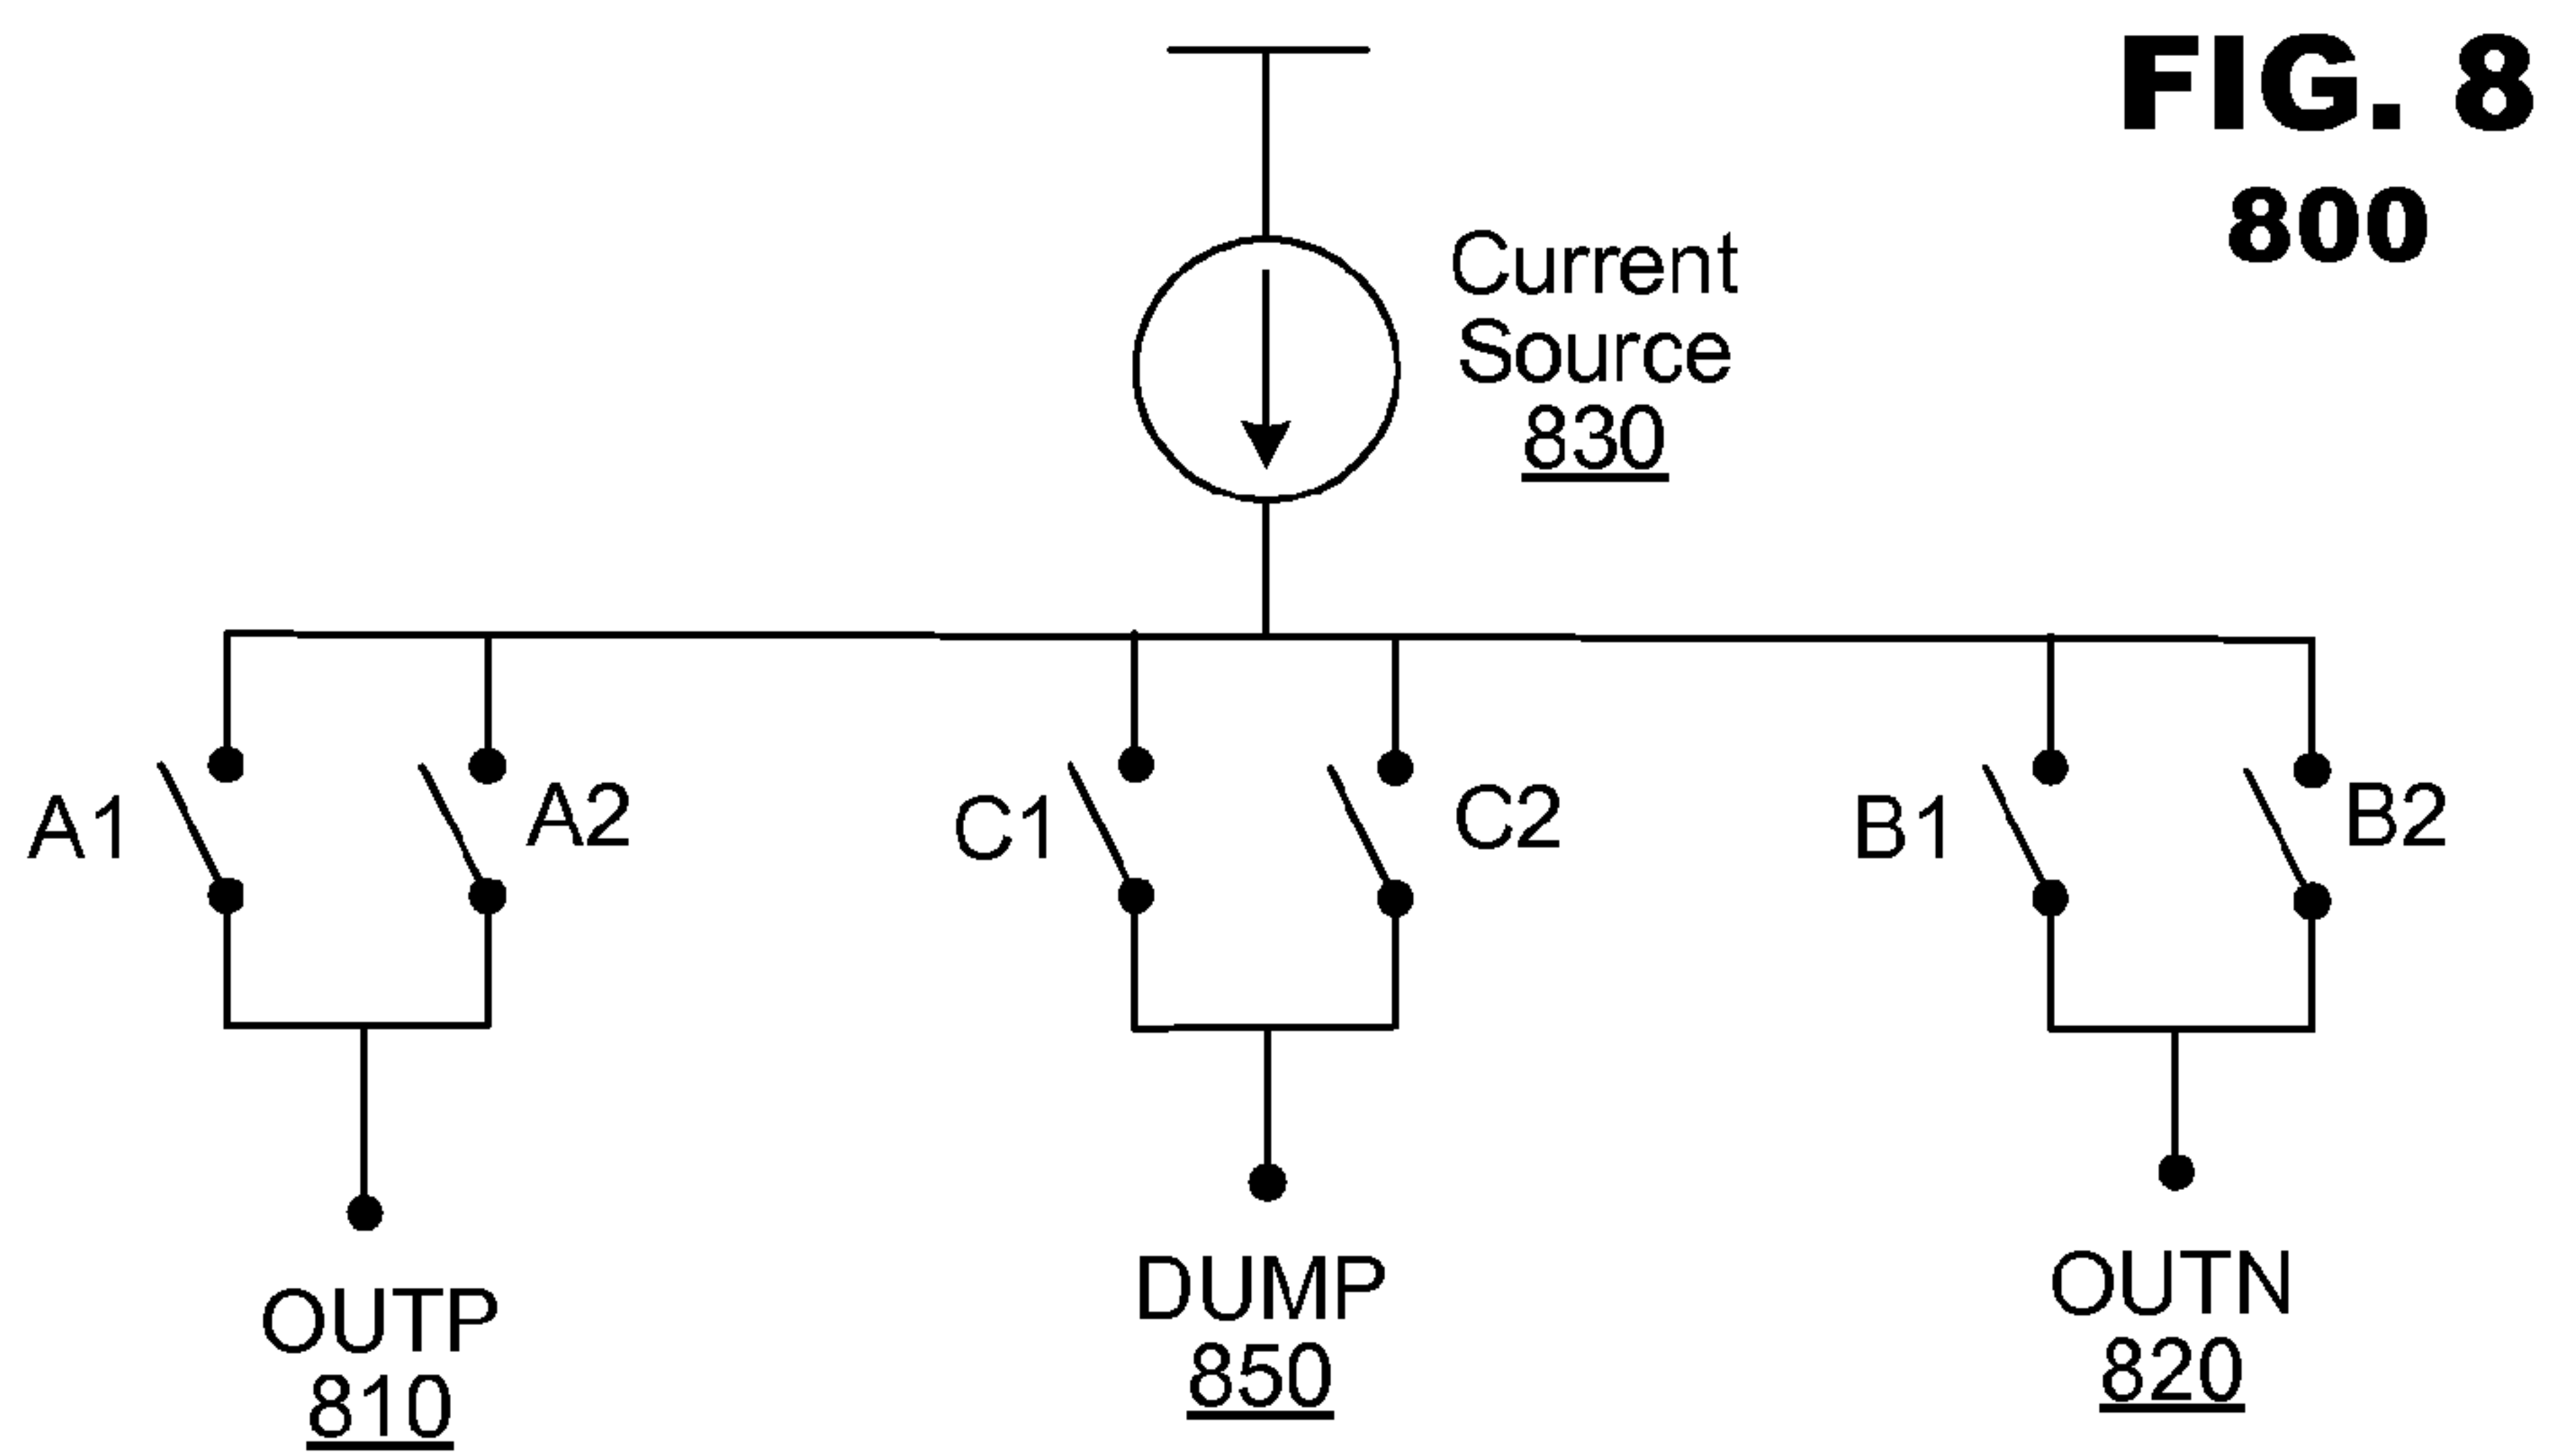 FIG. 8
800
Current
Source
830
A1
A2
C1
C2
B1
B2
OUTP
810
DUMP
850
OUTN
820